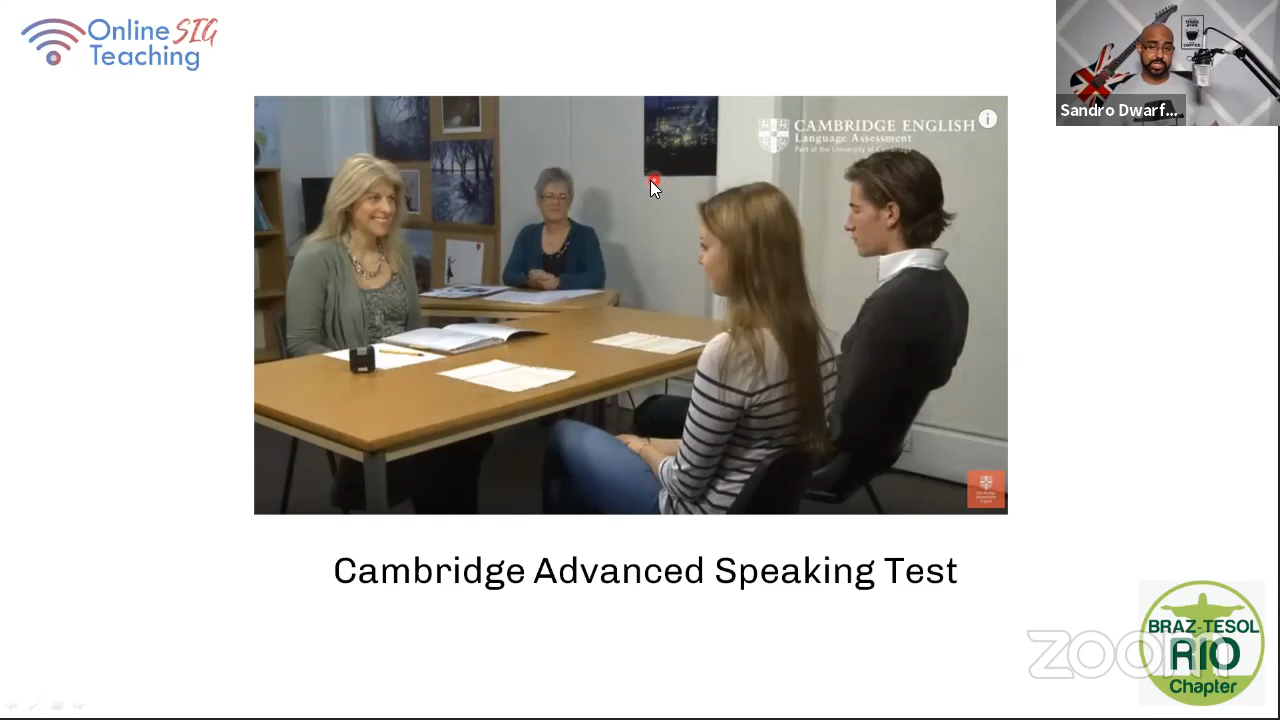 Online SIG
Teaching
Sandro Dwarf...
CAMBRIDGE ENGLISH
Language Assessment
Part of the University of Cambridge
Cambridge Advanced Speaking Test
zoom
BRAZ-TESOL
RIO
Chapter